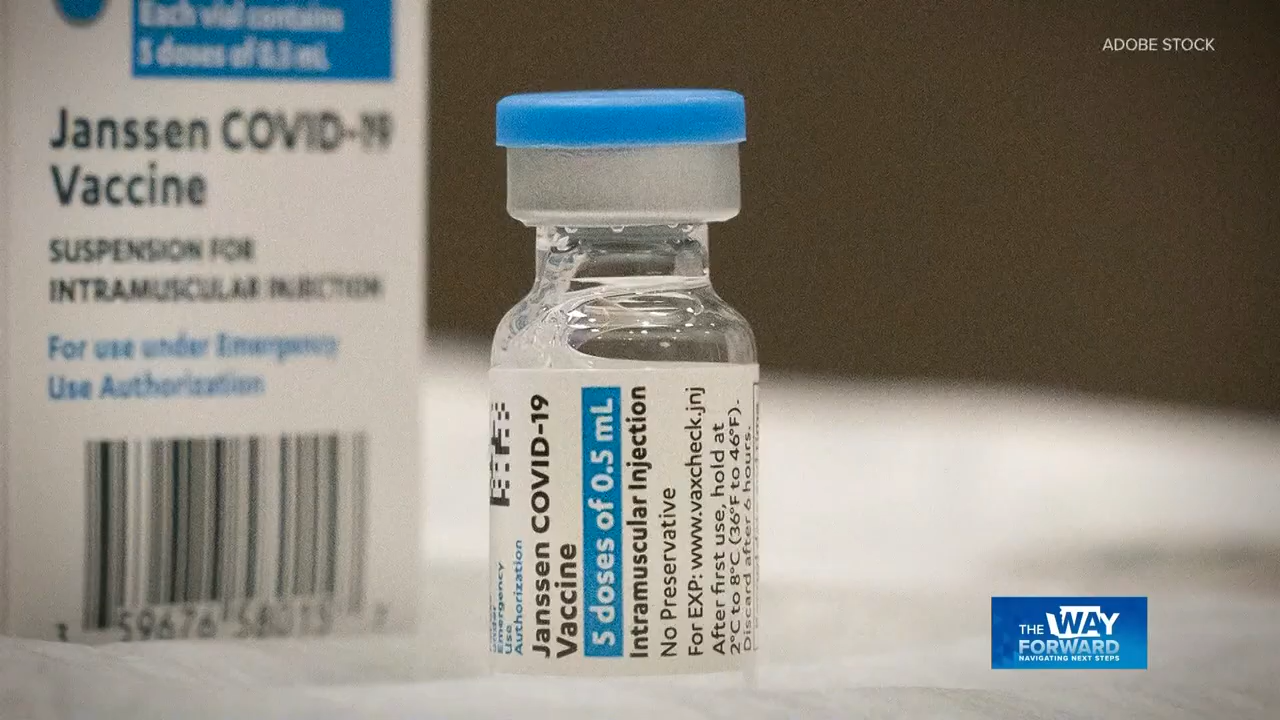 Each vial contains
5 doses of 0.5 mL
Janssen COVID-19
Vaccine
SUSPENSION FOR
INTRAMUSCULAR INJECTION
For use under Emergency
Use Authorization
59676
under
Emergency
Use
Authorization
Janssen COVID-19
Vaccine
5 doses of 0.5 mL
Intramuscular Injection
No Preservative
For EXP: www.vaxcheck.jnj
After first use, hold at
2°C to 8°C (36°F to 46°F).
Discard after 6 hours.
ADOBE STOCK
THE WAY
FORWARD
NAVIGATING NEXT STEPS